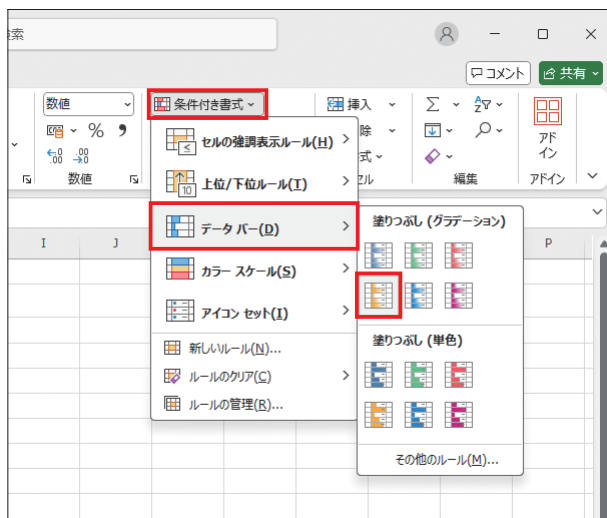 索
コメント
共有
数値
条件付き書式
挿入
% 9
除
アド
イン
式
数値
ル
編集
アドイン
セルの強調表示ルール(H)
上位/下位ルール(T)
データ バー(D)
カラー スケール(S)
アイコン セット(I)
新しいルール(N)...
ルールのクリア(C)
ルールの管理(R)...
塗りつぶし (グラデーション)
塗りつぶし (単色)
その他のルール(M)...
I
J
P